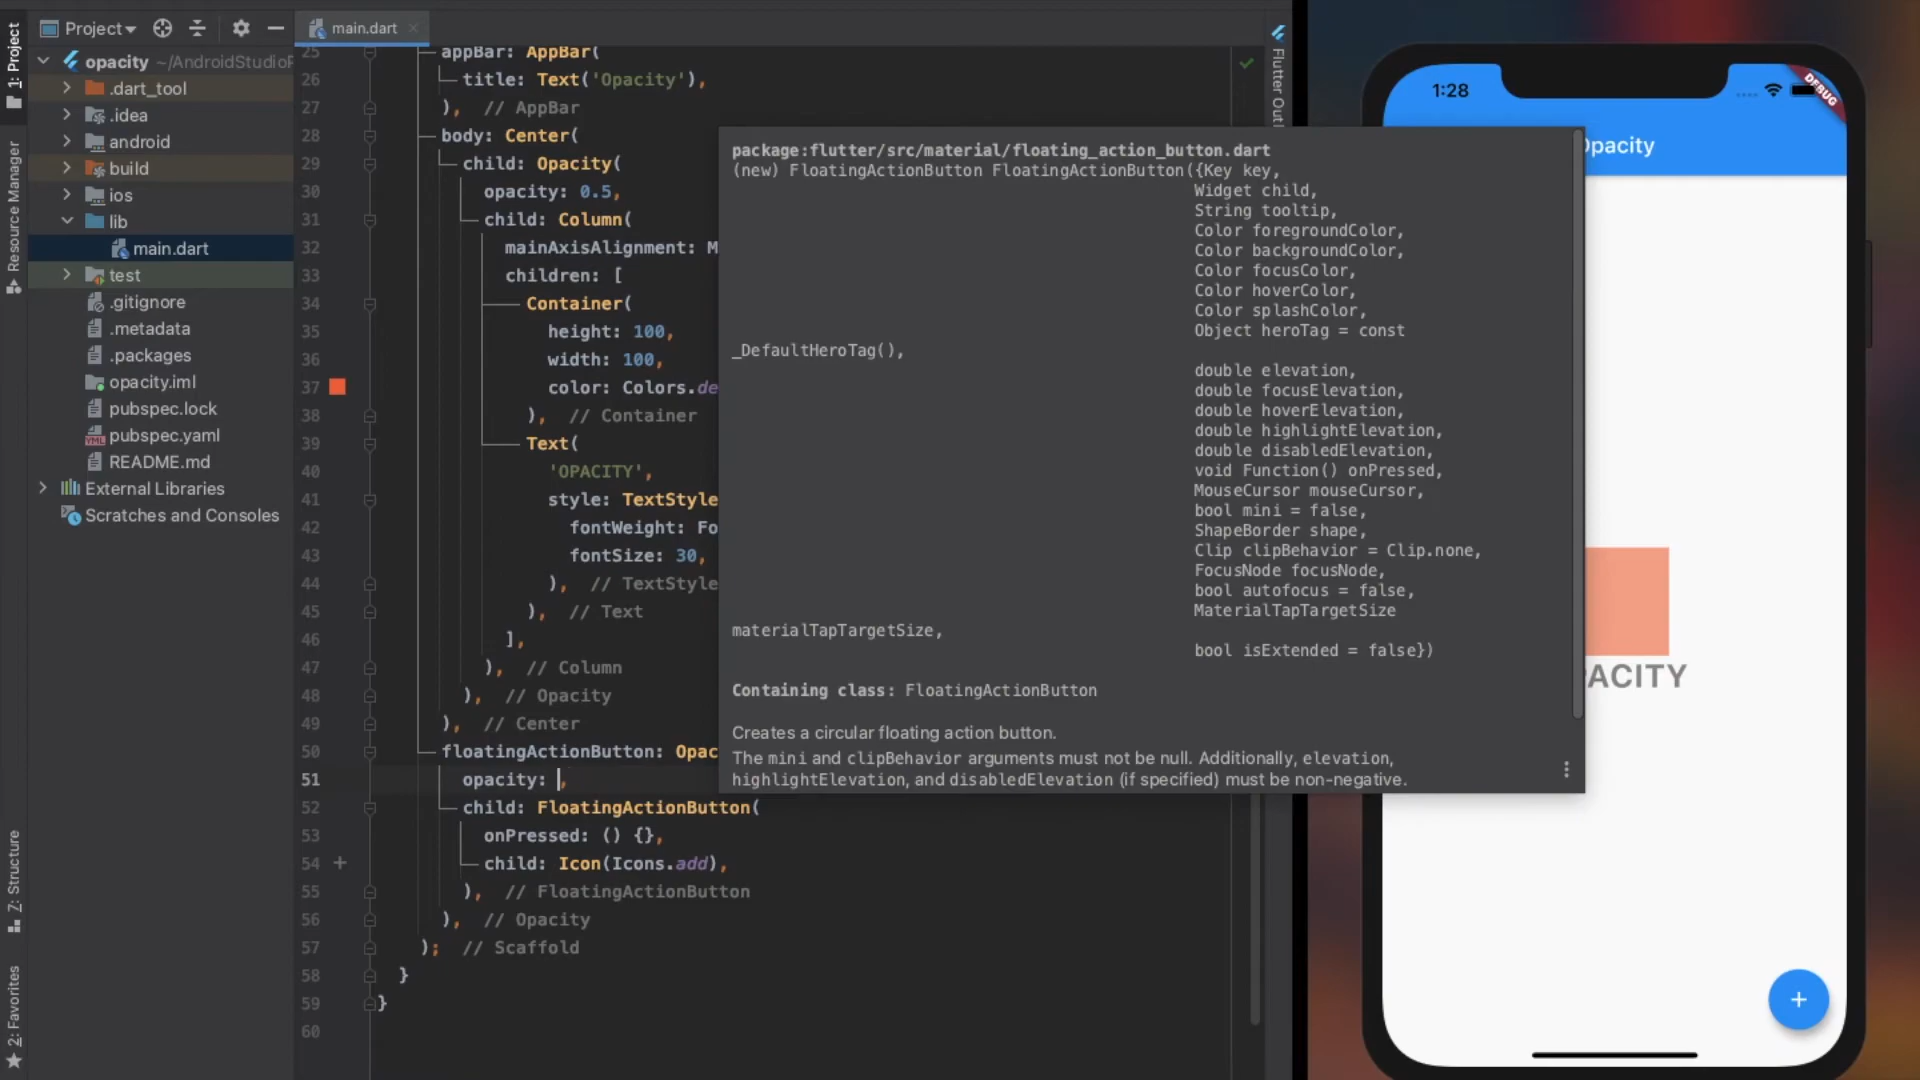 1: Project
Resource Manager
Z: Structure
2: Favorites
Project
opacity ~/AndroidStudioP
.dart_tool
.idea
android
build
ios
lib
main.dart
test
.gitignore
.metadata
.packages
opacity.iml
pubspec.lock
pubspec.yaml
README.md
External Libraries
Scratches and Consoles
main.dart
25 appBar: AppBar(
26 title: Text('Opacity'),
27 ), // AppBar
28 body: Center(
29 child: Opacity(
30 opacity: 0.5,
31 child: Column(
32 mainAxisAlignment: M
33 children: [
34 Container(
35 height: 100,
36 width: 100,
37 color: Colors.de
38 ), // Container
39 Text(
40 'OPACITY',
41 style: TextStyle
42 fontWeight: Fo
43 fontSize: 30,
44 ), // TextStyle
45 ), // Text
46 ],
47 ), // Column
48 ), // Opacity
49 ), // Center
50 floatingActionButton: Opac
51 opacity: ,
52 child: FloatingActionButton(
53 onPressed: () {},
54 child: Icon(Icons.add),
55 ), // FloatingActionButton
56 ), // Opacity
57 ); // Scaffold
58 }
59 }
60
package:flutter/src/material/floating_action_button.dart
(new) FloatingActionButton FloatingActionButton({Key key,
Widget child,
String tooltip,
Color foregroundColor,
Color backgroundColor,
Color focusColor,
Color hoverColor,
Color splashColor,
Object heroTag = const
_DefaultHeroTag(),
double elevation,
double focusElevation,
double hoverElevation,
double highlightElevation,
double disabledElevation,
void Function() onPressed,
MouseCursor mouseCursor,
bool mini = false,
ShapeBorder shape,
Clip clipBehavior = Clip.none,
FocusNode focusNode,
bool autofocus = false,
MaterialTapTargetSize
materialTapTargetSize,
bool isExtended = false})
Containing class: FloatingActionButton
Creates a circular floating action button.
The mini and clipBehavior arguments must not be null. Additionally, elevation,
highlightElevation, and disabledElevation (if specified) must be non-negative.
Flutter Outl
1:28
DEBUG
Opacity
PACITY